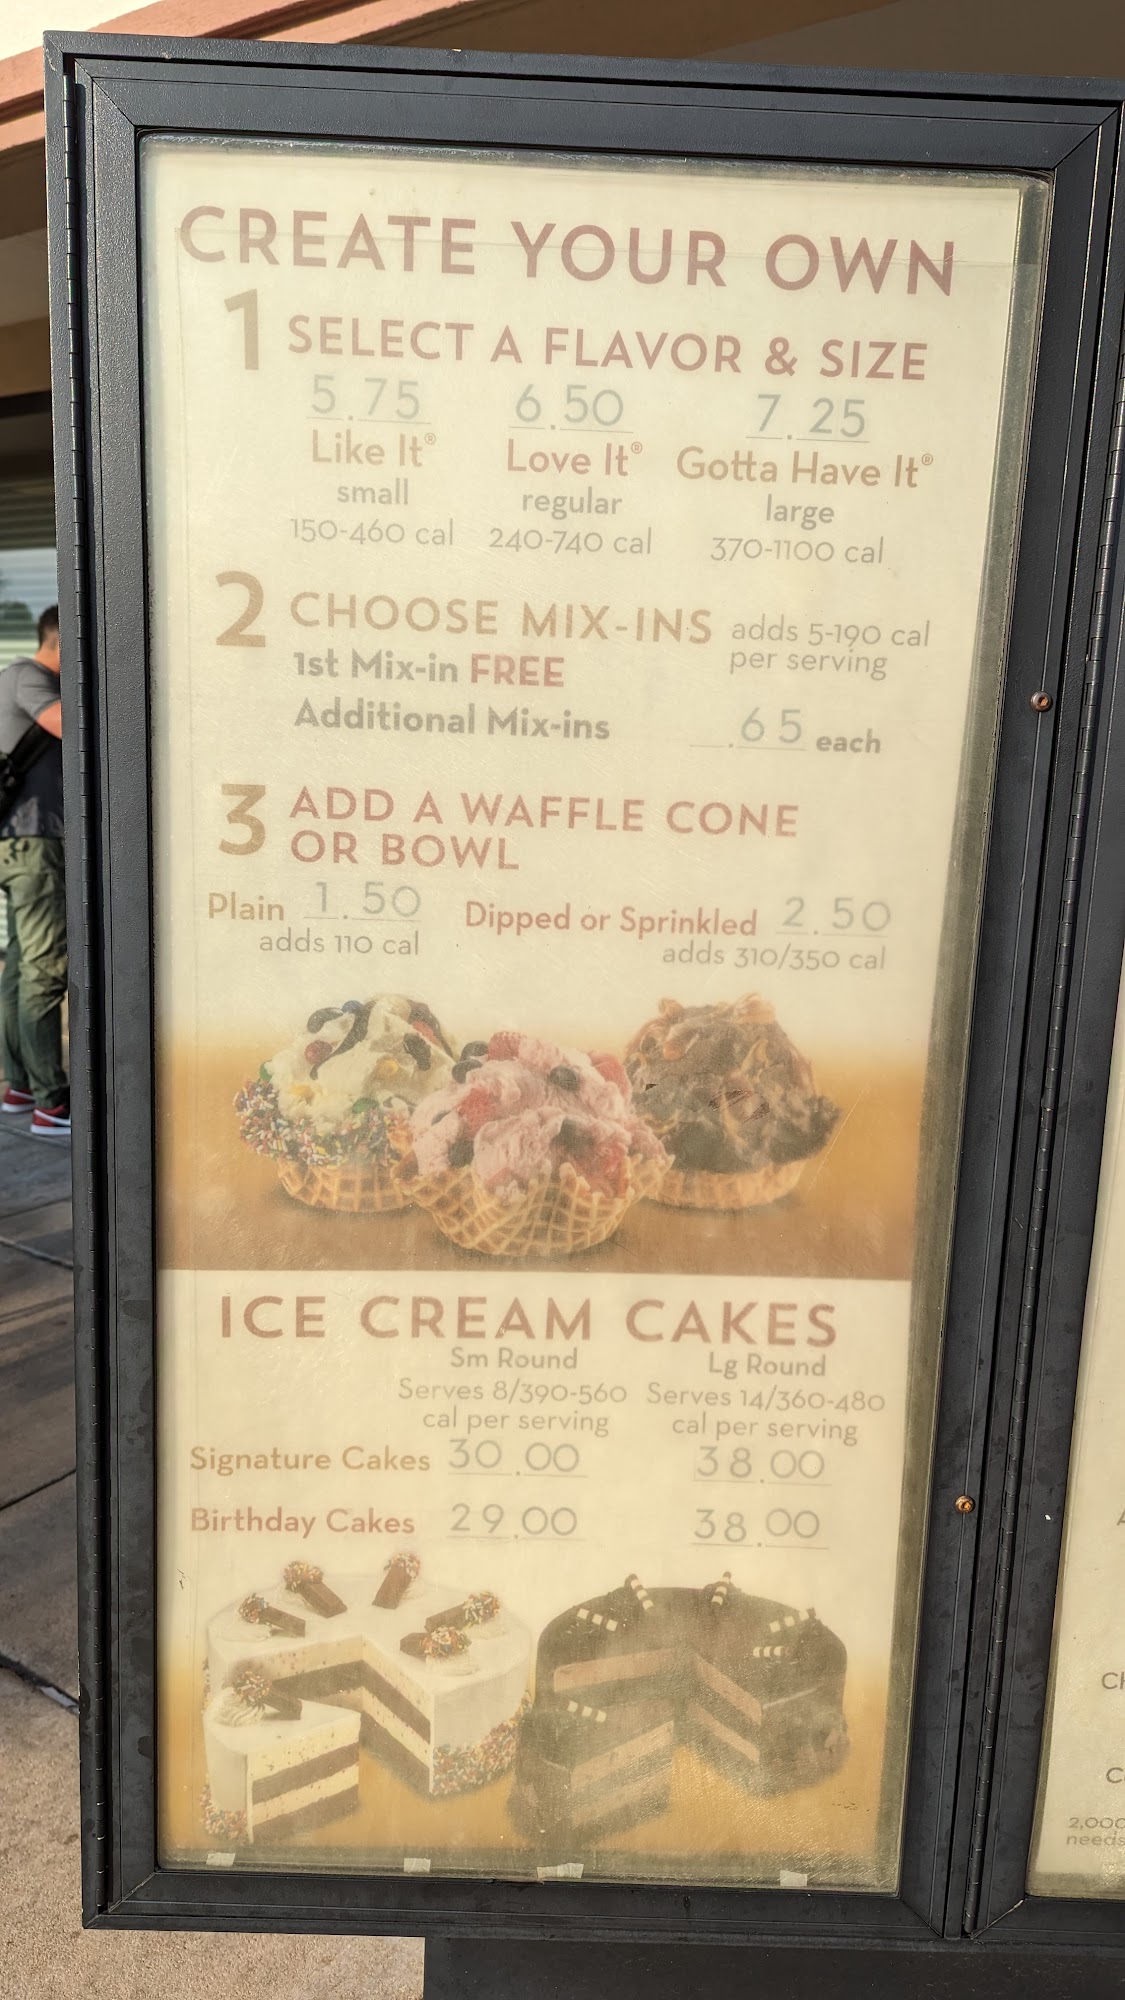 CREATE YOUR OWN
1 SELECT A FLAVOR & SIZE
5.75 6.50 7.25
Like It® Love It® Gotta Have It®
small regular large
150-460 cal 240-740 cal 370-1100 cal
2 CHOOSE MIX-INS adds 5-190 cal
per serving
1st Mix-in FREE
Additional Mix-ins .65 each
3 ADD A WAFFLE CONE
OR BOWL
Plain 1.50 Dipped or Sprinkled 2.50
adds 110 cal adds 310/350 cal
ICE CREAM CAKES
Sm Round Lg Round
Serves 8/390-560 Serves 14/360-480
cal per serving cal per serving
Signature Cakes 30.00 38.00
Birthday Cakes 29.00 38.00
2,000
needs